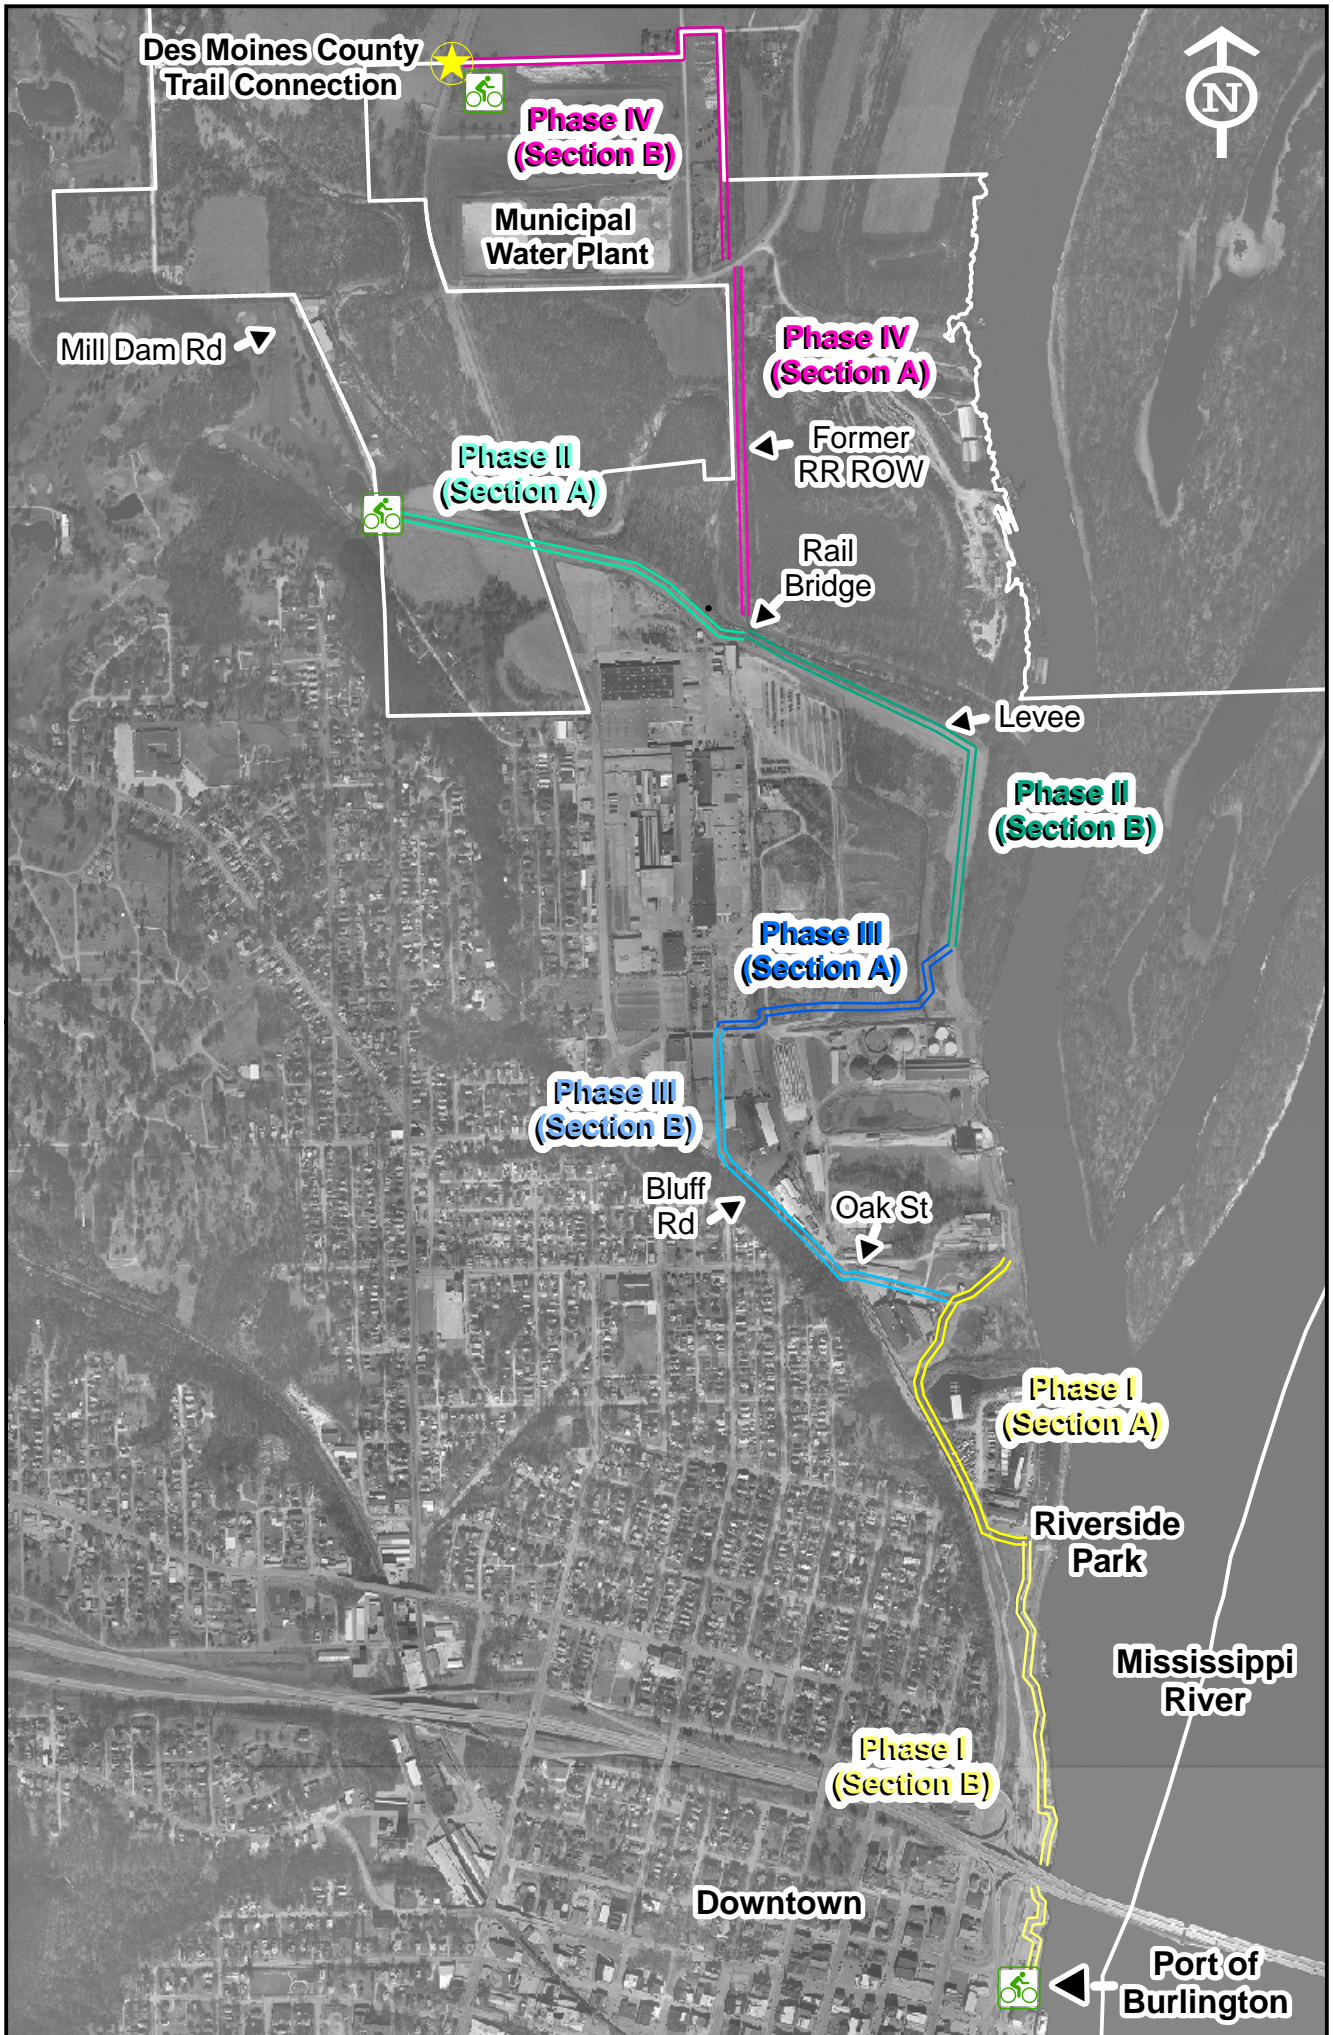 Des Moines County
Trail Connection
N
Phase IV
(Section B)
Municipal
Water Plant
Mill Dam Rd
Phase IV
(Section A)
Former
RR ROW
Phase II
(Section A)
Rail
Bridge
Levee
Phase II
(Section B)
Phase III
(Section A)
Phase III
(Section B)
Bluff
Rd
Oak St
Phase I
(Section A)
Riverside
Park
Mississippi
River
Phase I
(Section B)
Downtown
Port of
Burlington